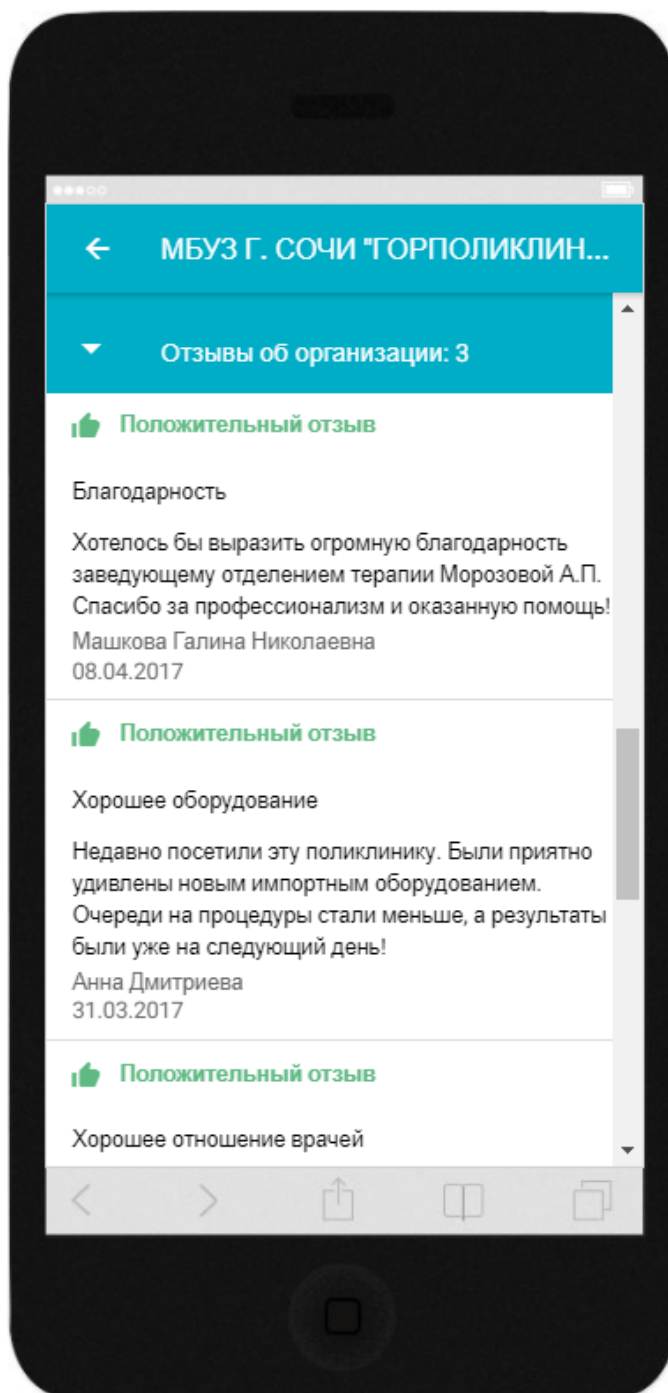 МБУЗ Г. СОЧИ "ГОРПОЛИКЛИН...
Отзывы об организации: 3
Положительный отзыв
Благодарность
Хотелось бы выразить огромную благодарность
заведующему отделением терапии Морозовой А.П.
Спасибо за профессионализм и оказанную помощь!
Машкова Галина Николаевна
08.04.2017
Положительный отзыв
Хорошее оборудование
Недавно посетили эту поликлинику. Были приятно
удивлены новым импортным оборудованием.
Очереди на процедуры стали меньше, а результаты
были уже на следующий день!
Анна Дмитриева
31.03.2017
Положительный отзыв
Хорошее отношение врачей